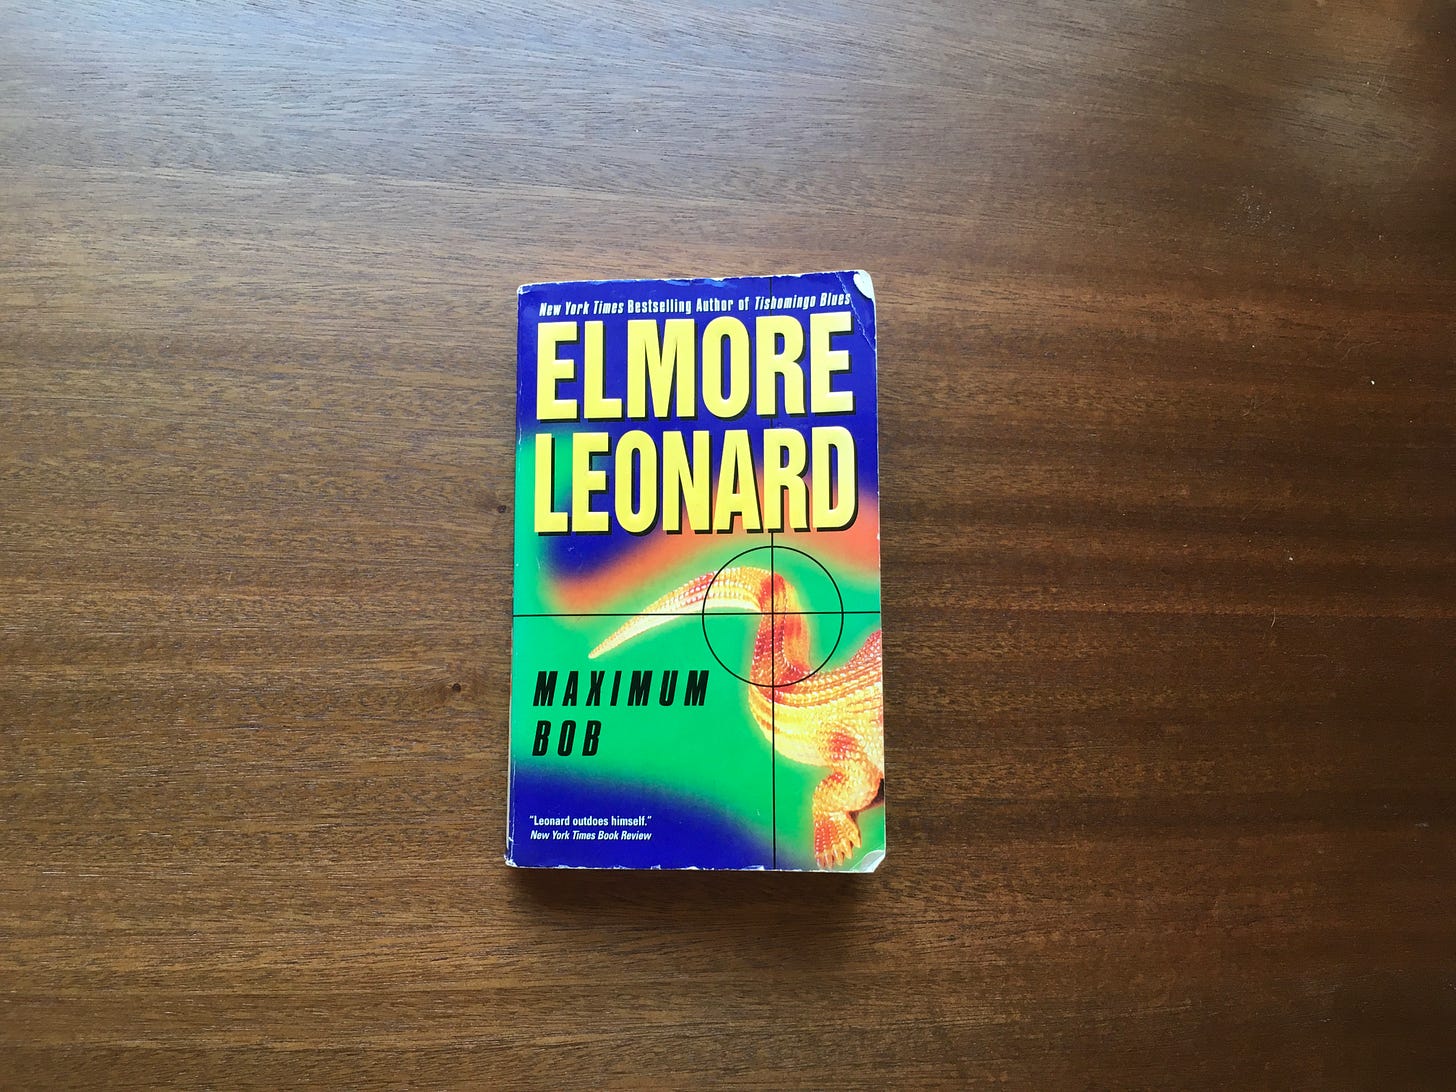 New York Times Bestselling Author of Tishomingo Blues
ELMORE
LEONARD
MAXIMUM
BOB
"Leonard outdoes himself."
New York Times Book Review